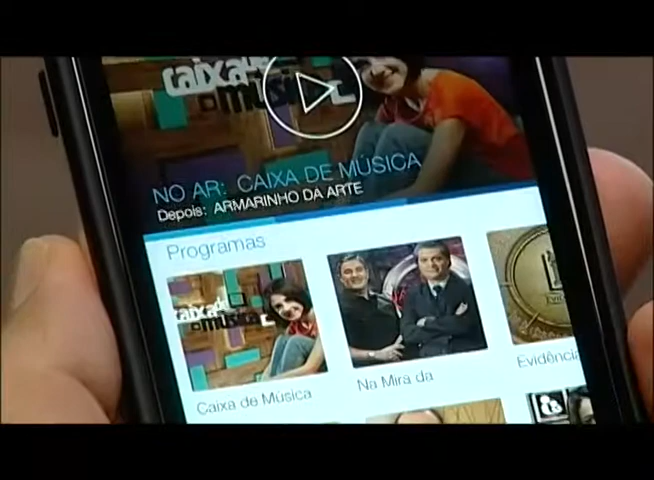 caixa de
música
NO AR: CAIXA DE MÚSICA
Depois: ARMARINHO DA ARTE
Programas
caixa de
música
Caixa de Música
Na Mira da
Evidência